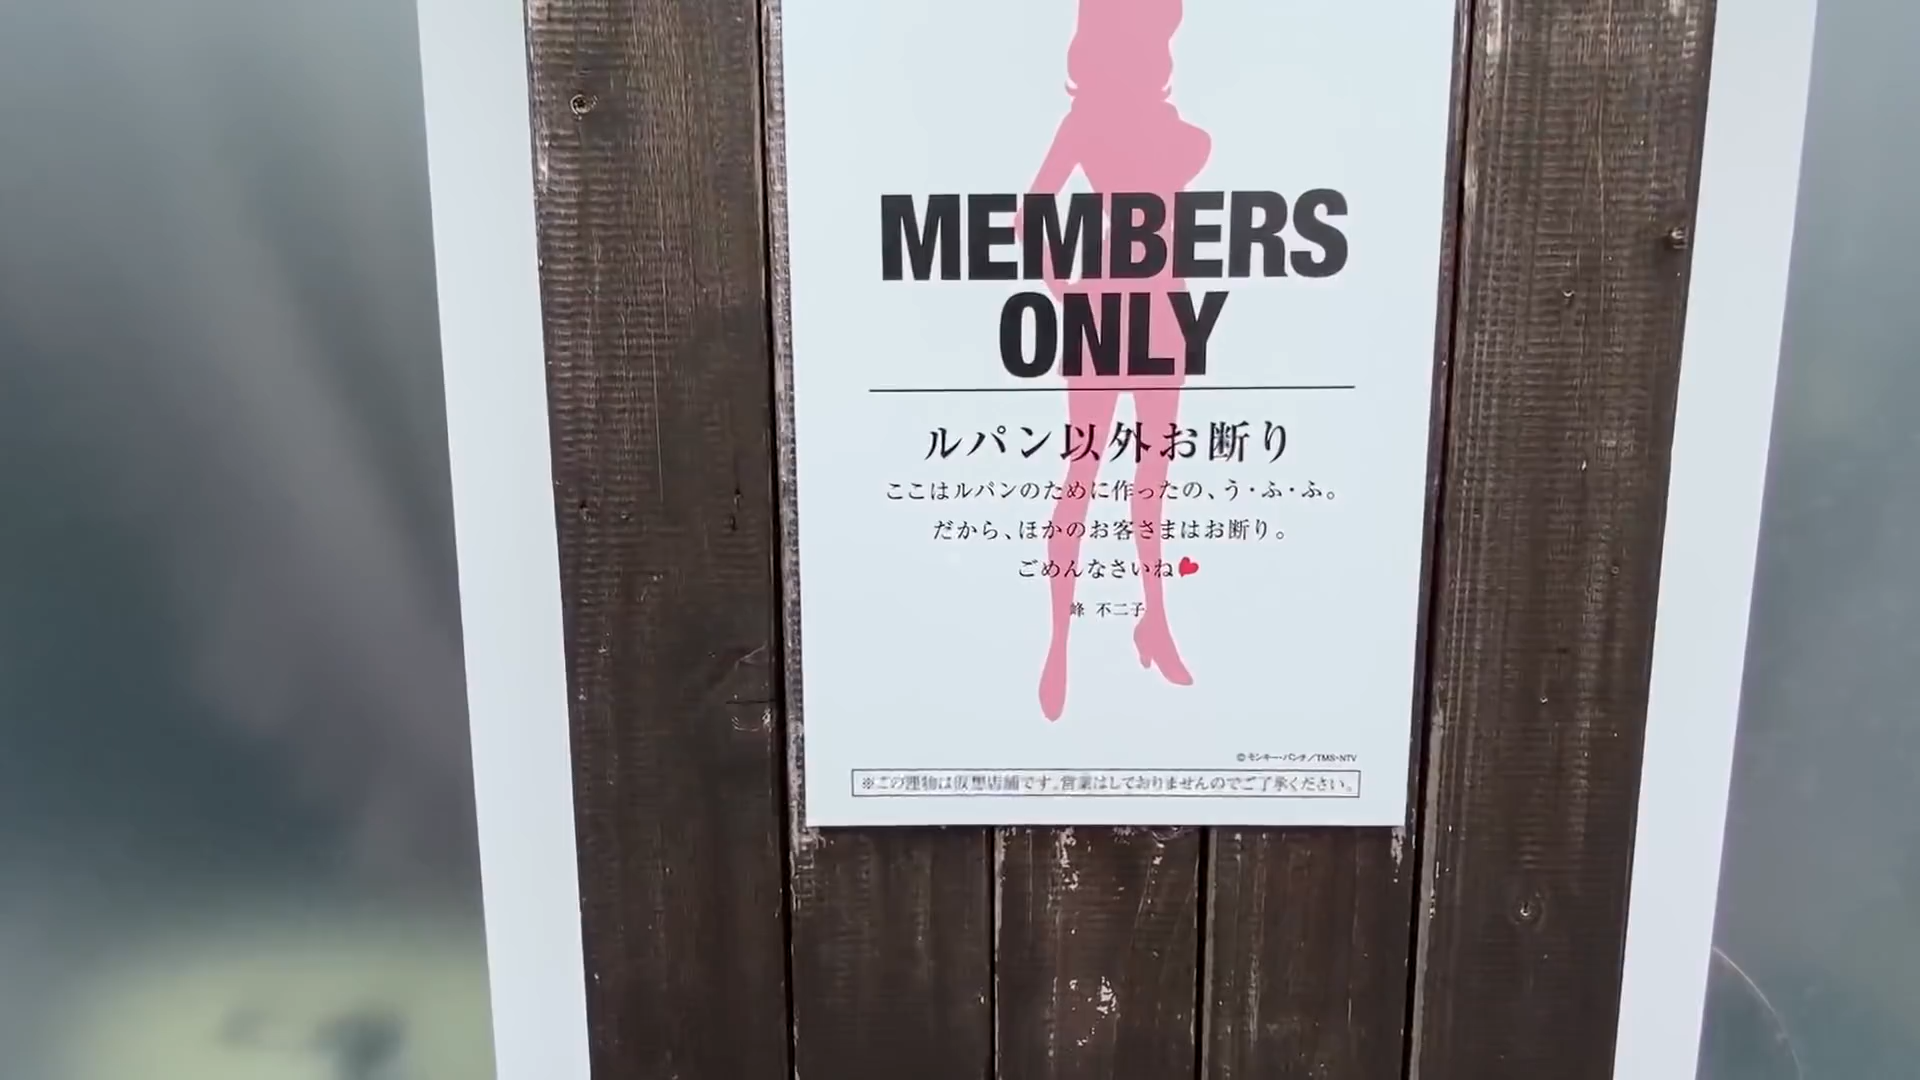 MEMBERS
ONLY
ルパン以外お断り
ここはルパンのために作ったの、う・ふ・ふ。
だから、ほかのお客さまはお断り。
ごめんなさいね❤
峰 不二子
©モンキー・パンチ/TMS・NTV
※この建物は仮想店舗です。営業はしておりませんのでご了承ください。